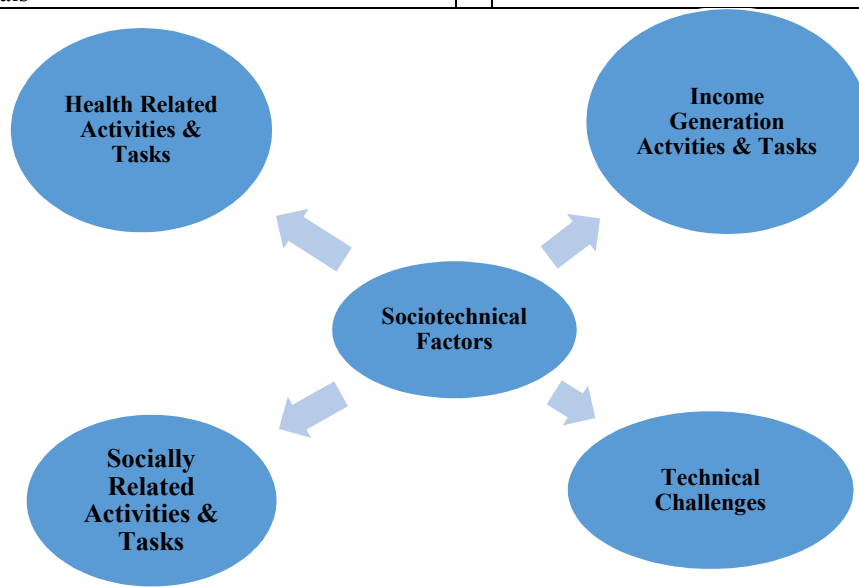 Health Related
Activities &
Tasks
Income
Generation
Actvities & Tasks
Sociotechnical
Factors
Socially
Related
Activities &
Tasks
Technical
Challenges